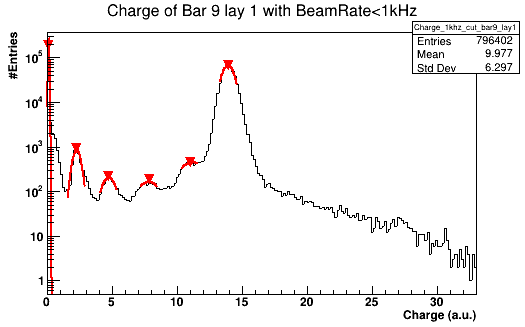 Charge of Bar 9 lay 1 with BeamRate<1kHz
Charge_1khz_cut_bar9_lay1
Entries 796402
Mean 9.977
Std Dev 6.297
#Entries
10^5
10^4
10^3
10^2
10
1
0 5 10 15 20 25 30
Charge (a.u.)